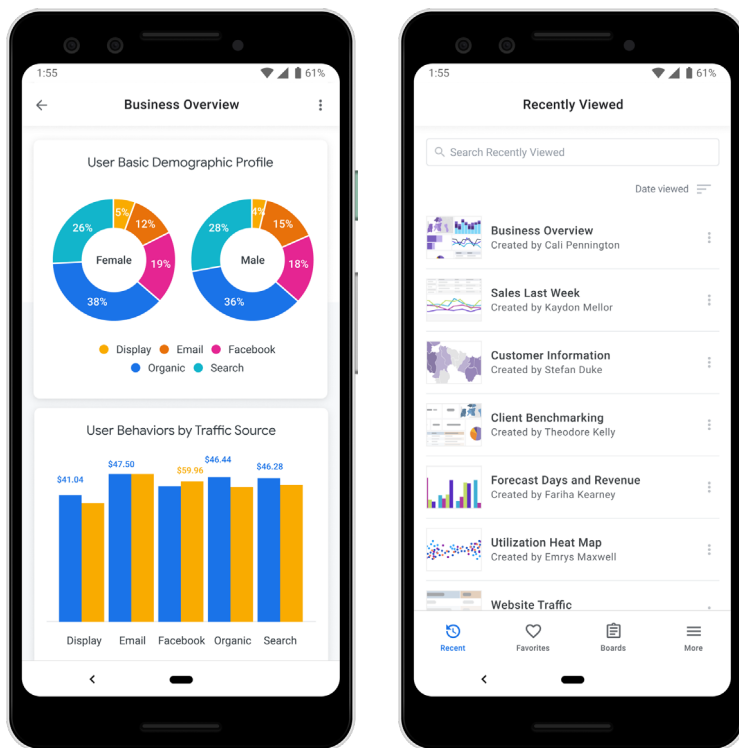 1:55
61%
Business Overview
User Basic Demographic Profile
5%
12%
19%
38%
26%
Female
4%
15%
18%
36%
28%
Male
Display
Email
Facebook
Organic
Search
User Behaviors by Traffic Source
$41.04
$47.50
$59.96
$46.44
$46.28
Display
Email
Facebook
Organic
Search
1:55
61%
Recently Viewed
Search Recently Viewed
Date viewed
Business Overview
Created by Cali Pennington
Sales Last Week
Created by Kaydon Mellor
Customer Information
Created by Stefan Duke
Client Benchmarking
Created by Theodore Kelly
Forecast Days and Revenue
Created by Fariha Kearney
Utilization Heat Map
Created by Emrys Maxwell
Website Traffic
Recent
Favorites
Boards
More